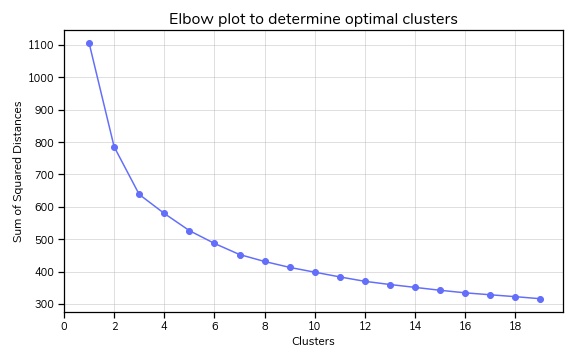 Elbow plot to determine optimal clusters
Sum of Squared Distances
1100
1000
900
800
700
600
500
400
300
0 2 4 6 8 10 12 14 16 18
Clusters